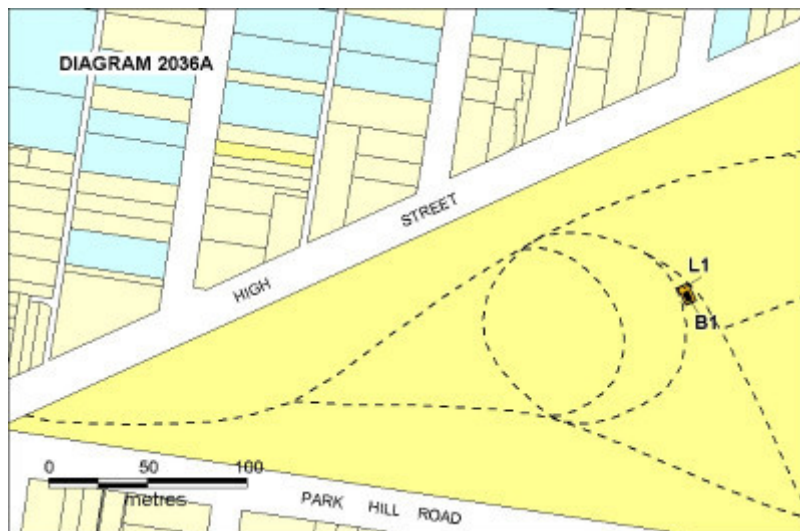 DIAGRAM 2036A
HIGH STREET
L1
B1
0 50 100
metres
PARK HILL ROAD